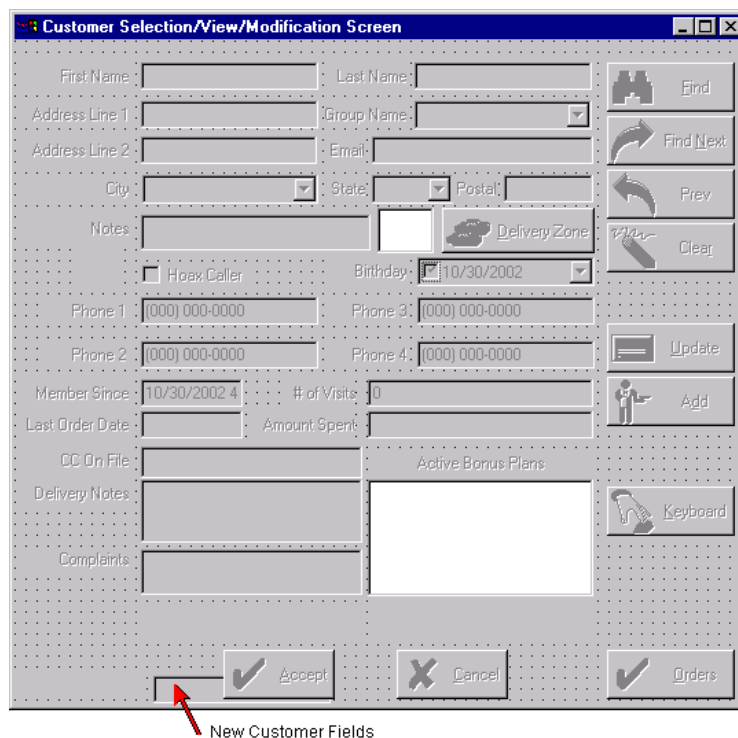 Customer Selection/View/Modification Screen
First Name Last Name Find
Address Line 1 Group Name
Address Line 2 Email Find Next
City State Postal Prev
Notes Delivery Zone Clear
Hoax Caller Birthday 10/30/2002
Phone 1 (000) 000-0000 Phone 3 (000) 000-0000
Phone 2 (000) 000-0000 Phone 4 (000) 000-0000 Update
Member Since 10/30/2002 4 # of Visits 0 Add
Last Order Date Amount Spent
CC On File Active Bonus Plans
Delivery Notes Keyboard
Complaints
Accept Cancel Orders
New Customer Fields